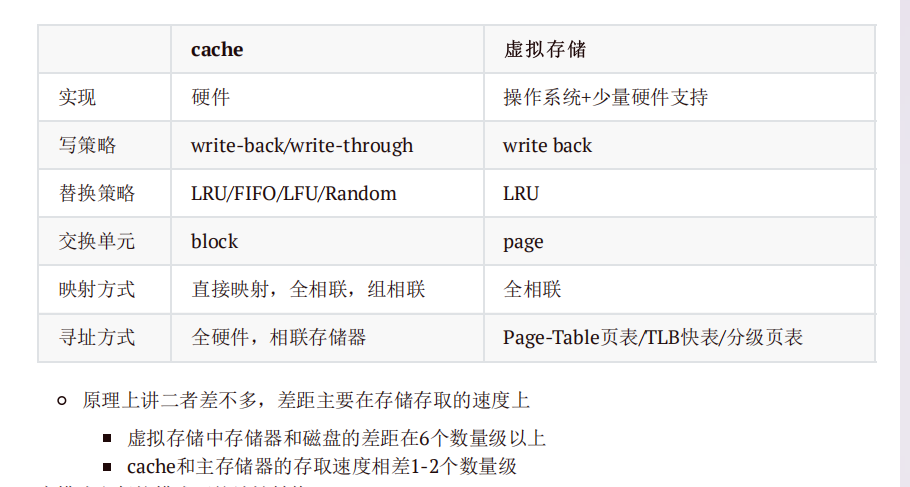 cache 虚拟存储
实现 硬件 操作系统+少量硬件支持
写策略 write-back/write-through write back
替换策略 LRU/FIFO/LFU/Random LRU
交换单元 block page
映射方式 直接映射，全相联，组相联 全相联
寻址方式 全硬件，相联存储器 Page-Table页表/TLB快表/分级页表
原理上讲二者差不多，差距主要在存储存取的速度上
虚拟存储中存储器和磁盘的差距在6个数量级以上
cache和主存储器的存取速度相差1-2个数量级